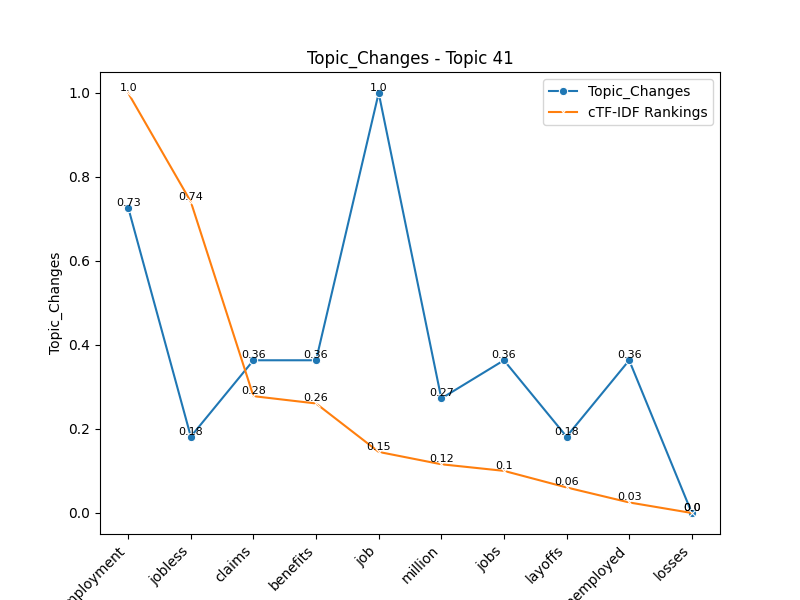 Topic_Changes - Topic 41
Topic_Changes
cTF-IDF Rankings
Topic_Changes
1.0
0.8
0.6
0.4
0.2
0.0
1.0
0.73
0.74
0.18
0.36
0.28
0.36
0.26
1.0
0.15
0.27
0.12
0.36
0.1
0.18
0.06
0.36
0.03
0.0
jobless
claims
benefits
job
million
jobs
layoffs
losses